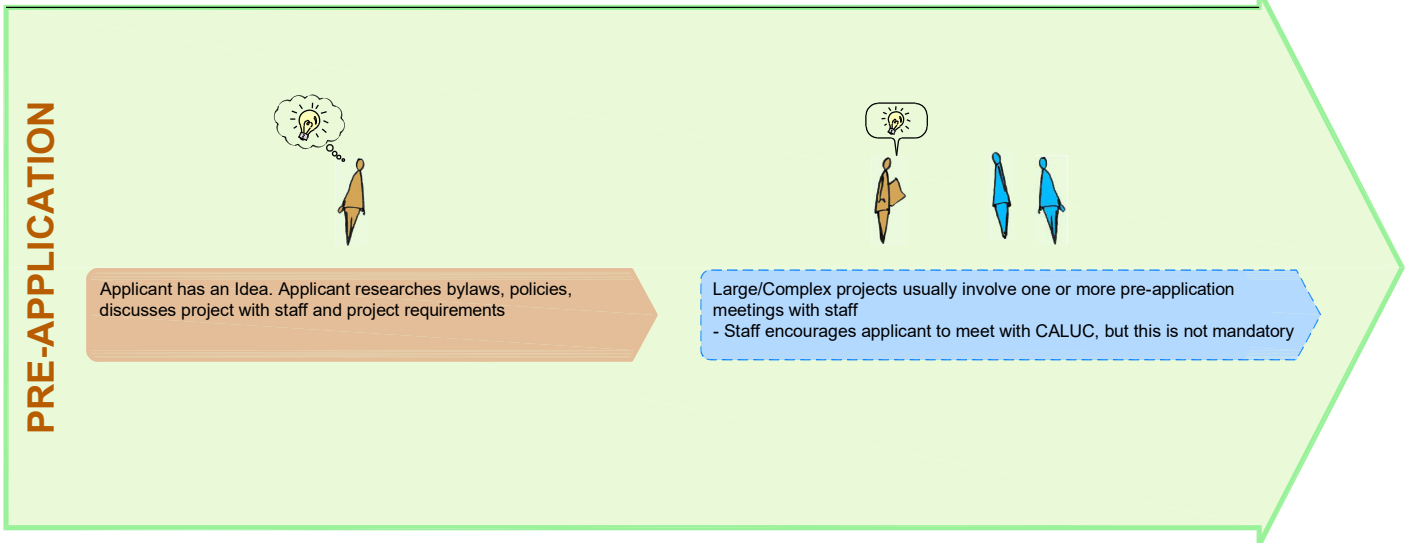 PRE-APPLICATION
Applicant has an Idea. Applicant researches bylaws, policies,
discusses project with staff and project requirements
Large/Complex projects usually involve one or more pre-application
meetings with staff
- Staff encourages applicant to meet with CALUC, but this is not mandatory